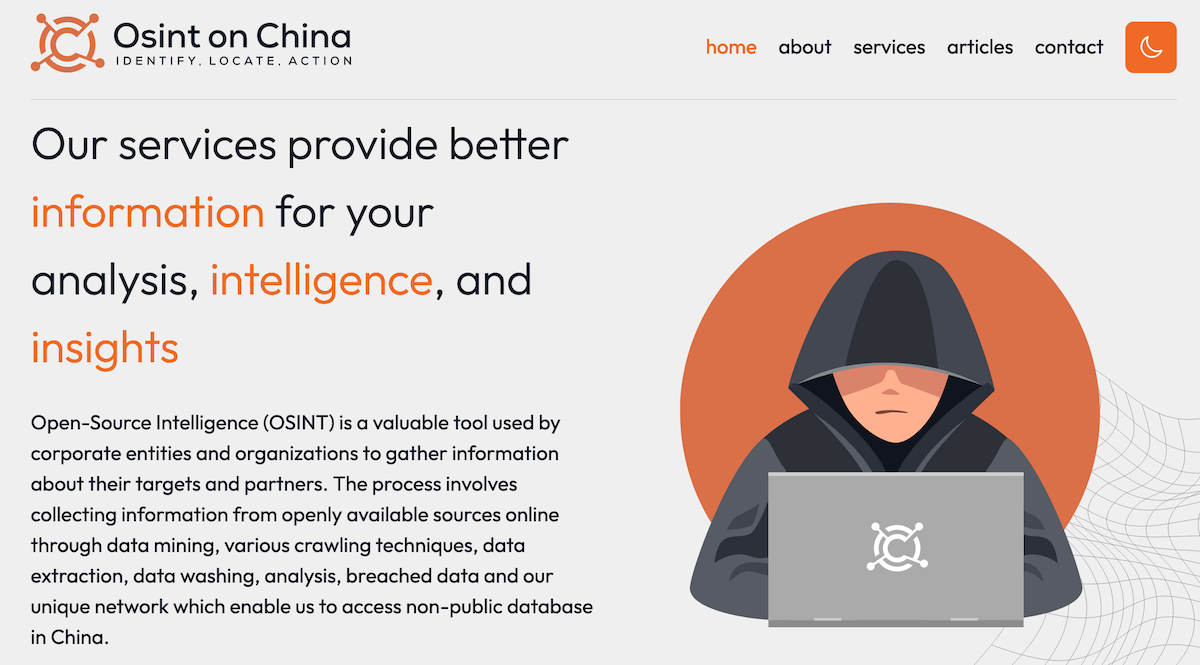 Osint on China
IDENTIFY, LOCATE, ACTION
home about services articles contact
Our services provide better
information for your
analysis, intelligence, and
insights
Open-Source Intelligence (OSINT) is a valuable tool used by
corporate entities and organizations to gather information
about their targets and partners. The process involves
collecting information from openly available sources online
through data mining, various crawling techniques, data
extraction, data washing, analysis, breached data and our
unique network which enable us to access non-public database
in China.